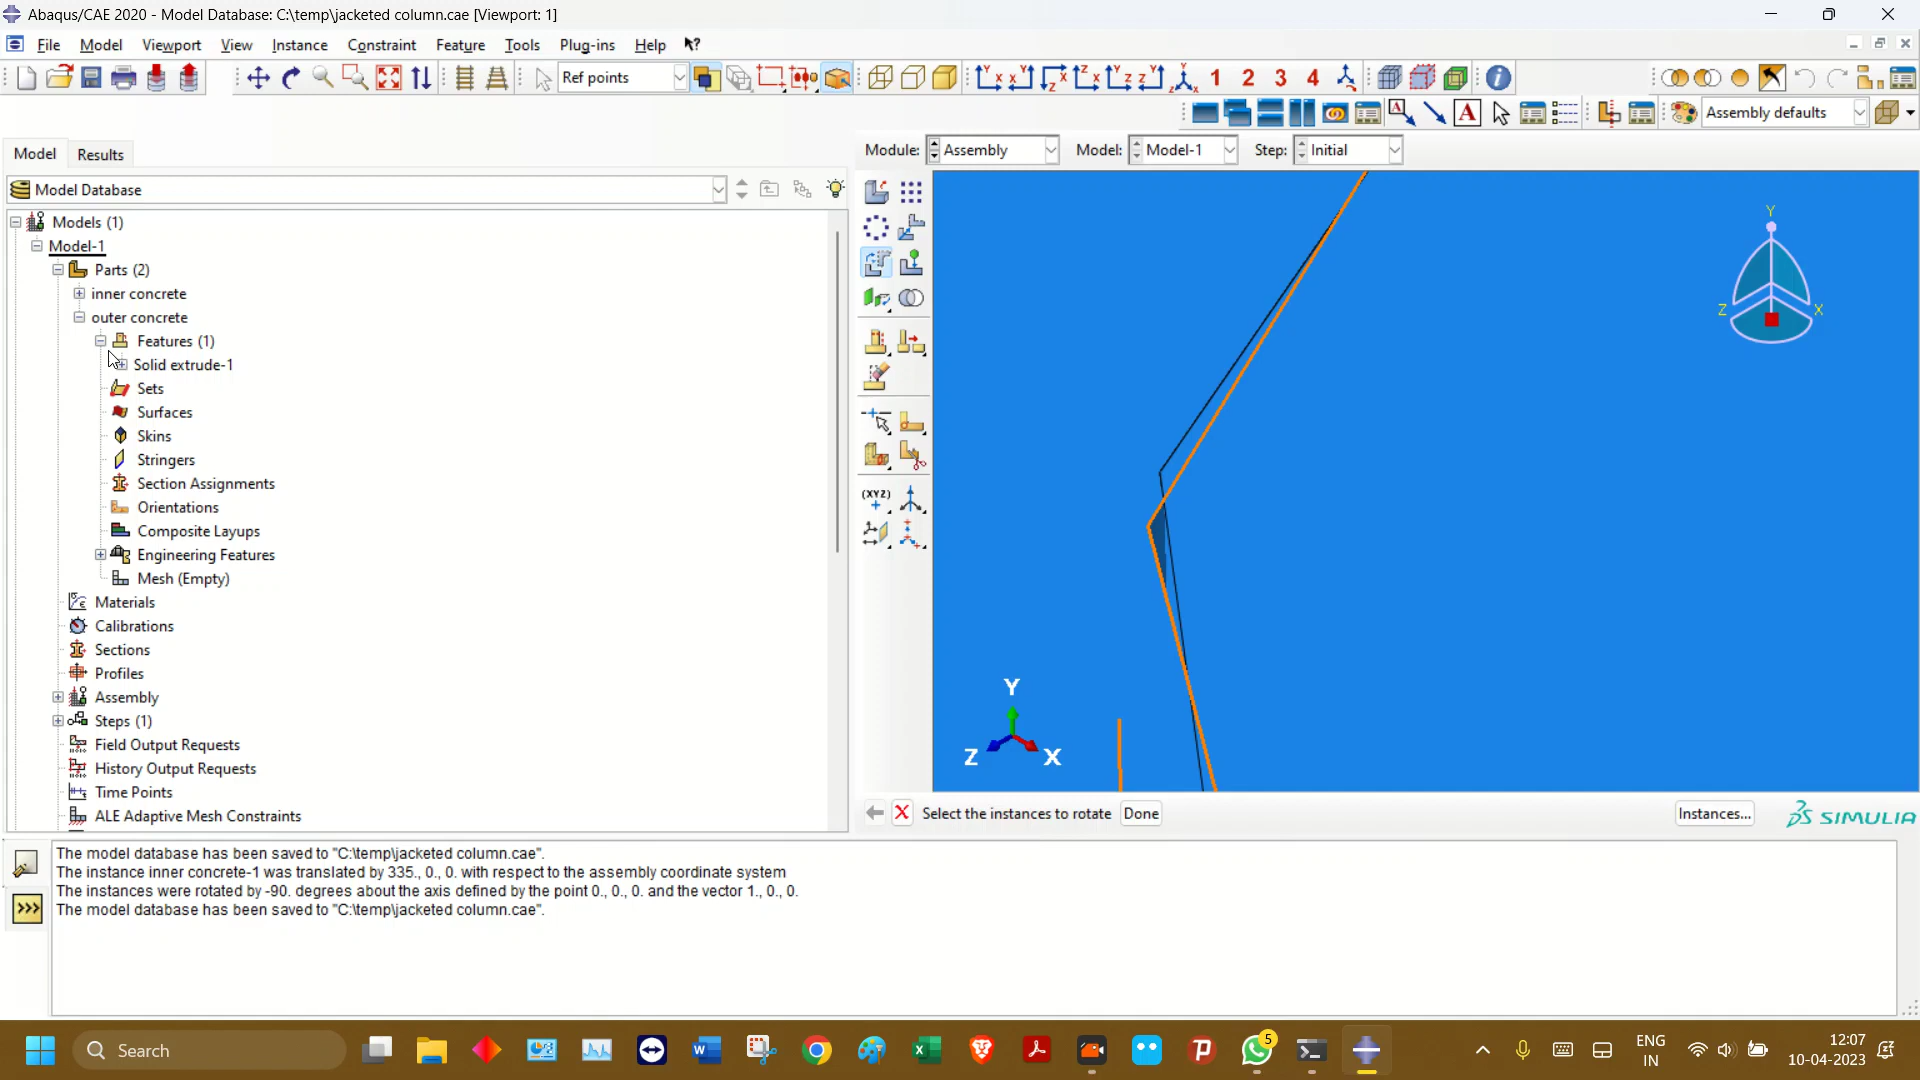 Abaqus/CAE 2020 - Model Database: C:\temp\jacketed column.cae [Viewport: 1]
File Model Viewport View Instance Constraint Feature Tools Plug-ins Help
Ref points
1 2 3 4
Assembly defaults
Model Results
Module: Assembly Model: Model-1 Step: Initial
Model Database
Models (1)
Model-1
Parts (2)
inner concrete
outer concrete
Features (1)
Solid extrude-1
Sets
Surfaces
Skins
Stringers
Section Assignments
Orientations
Composite Layups
Engineering Features
Mesh (Empty)
Materials
Calibrations
Sections
Profiles
Assembly
Steps (1)
Field Output Requests
History Output Requests
Time Points
ALE Adaptive Mesh Constraints
(XYZ)
Y
Z X
Y
Z X
Select the instances to rotate Done
Instances...
SIMULIA
The model database has been saved to "C:\temp\jacketed column.cae".
The instance inner concrete-1 was translated by 335., 0., 0. with respect to the assembly coordinate system
The instances were rotated by -90. degrees about the axis defined by the point 0., 0., 0. and the vector 1., 0., 0.
The model database has been saved to "C:\temp\jacketed column.cae".
Search
5
ENG
IN
12:07
10-04-2023